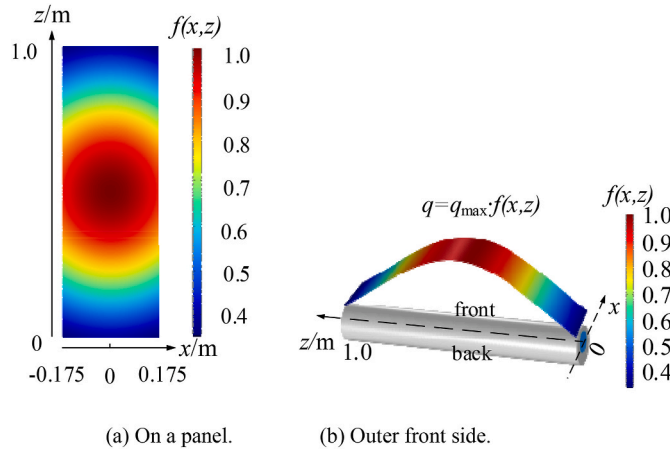 z/m
f(x,z)
1.0
1.0
0.9
0.8
0.7
0.6
0.5
0.4
0
x/m
-0.175
0
0.175
(a) On a panel.
q=q_max·f(x,z)
f(x,z)
1.0
0.9
0.8
0.7
0.6
0.5
0.4
x
front
back
z/m
1.0
0
(b) Outer front side.